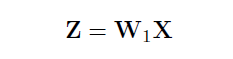 Z = W₁X